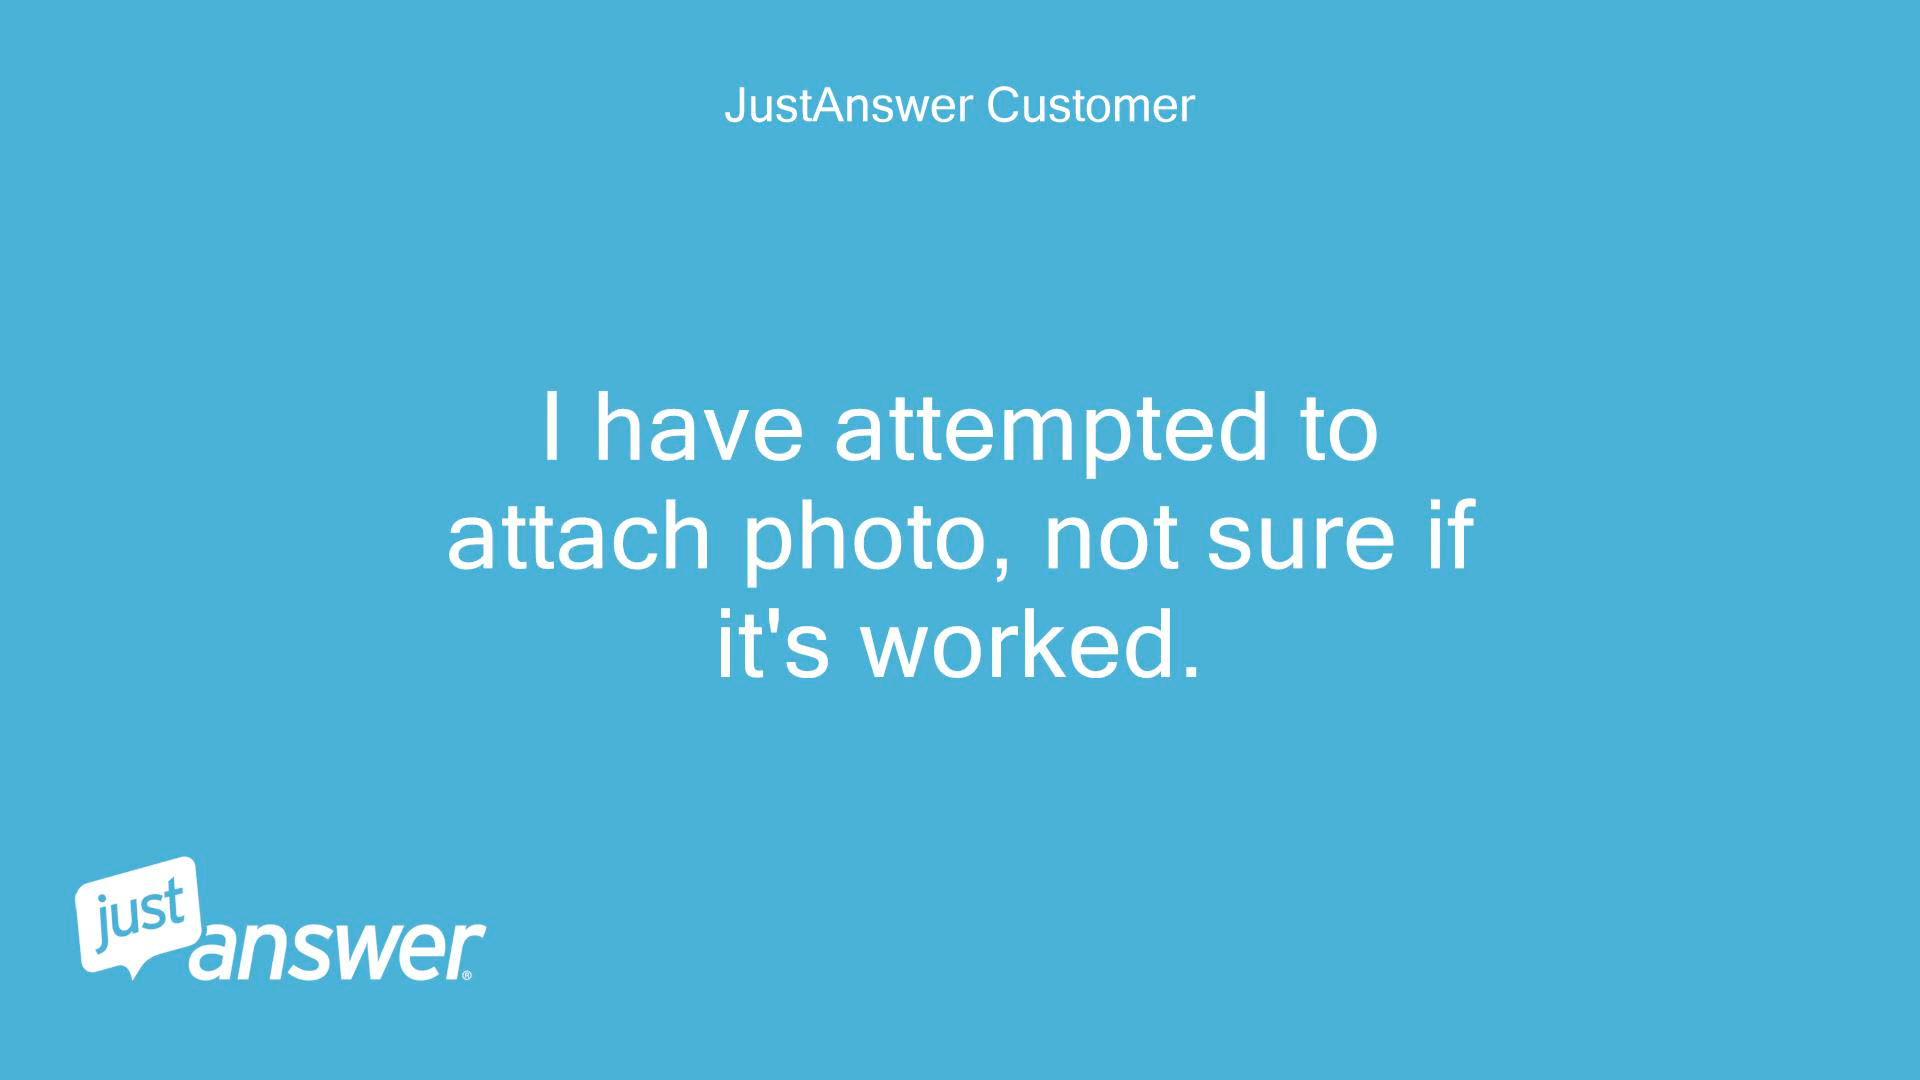 JustAnswer Customer
I have attempted to
attach photo, not sure if
it's worked.
just
answer®